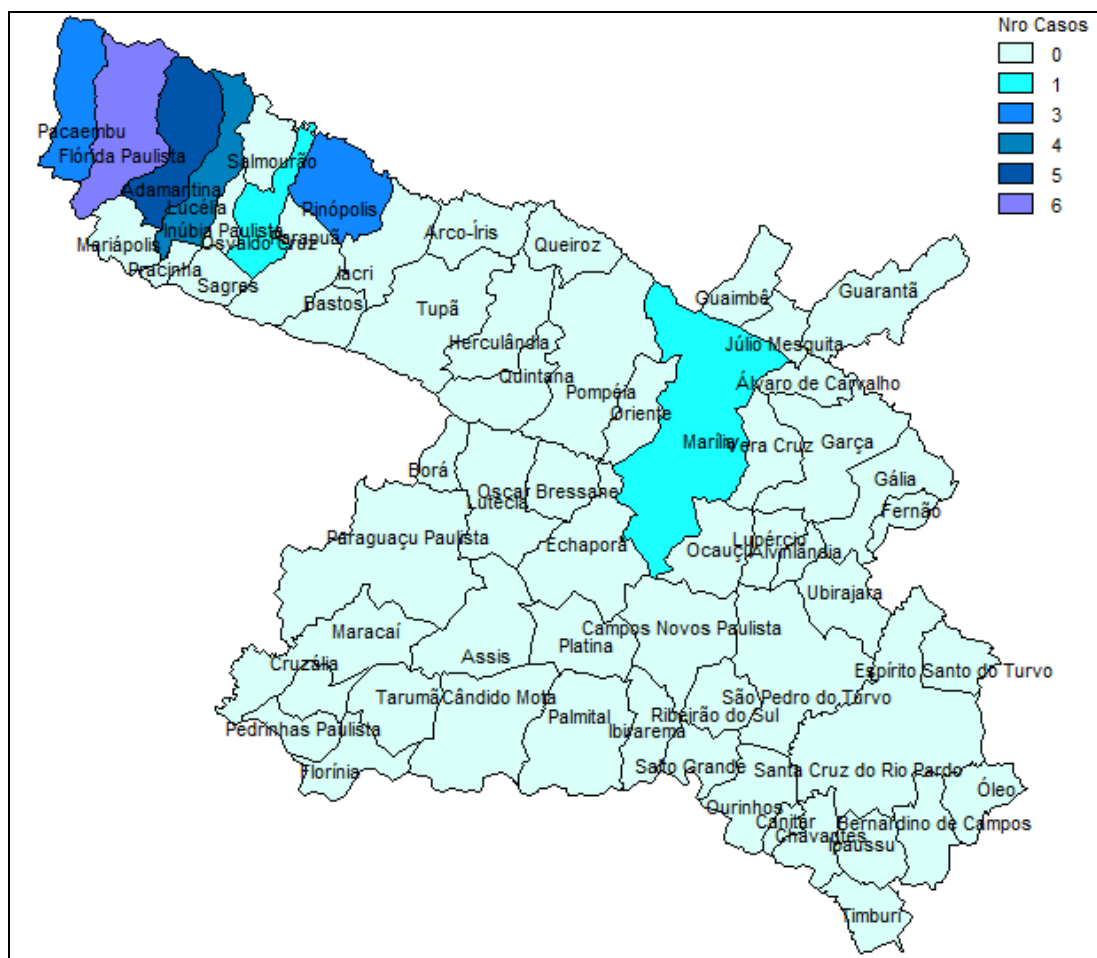 Nro Casos
0
1
3
4
5
6
Pacaembu
Flórida Paulista
Salmourão
Adamantina
Lucélia
Rinópolis
Inúbia Paulista
Parapuã
Arco-Íris
Mariápolis
Osvaldo Cruz
Queiroz
Pracinha
Iacri
Sagres
Bastos
Tupã
Guaimbê
Guarantã
Herculândia
Júlio Mesquita
Quintana
Pompéia
Álvaro de Carvalho
Oriente
Marília
Vera Cruz
Garça
Borá
Oscar Bressane
Lutécia
Gália
Fernão
Paraguaçu Paulista
Echaporã
Ocauçu
Lupércio
Alvinlândia
Ubirajara
Maracaí
Campos Novos Paulista
Platina
Cruzália
Assis
Espírito Santo do Turvo
Tarumã
Cândido Mota
São Pedro do Turvo
Palmital
Ribeirão do Sul
Pedrinhas Paulista
Ibirarema
Florínia
Salto Grande
Santa Cruz do Rio Pardo
Óleo
Ourinhos
Canitar
Bernardino de Campos
Chavantes
Ipaussu
Timburi